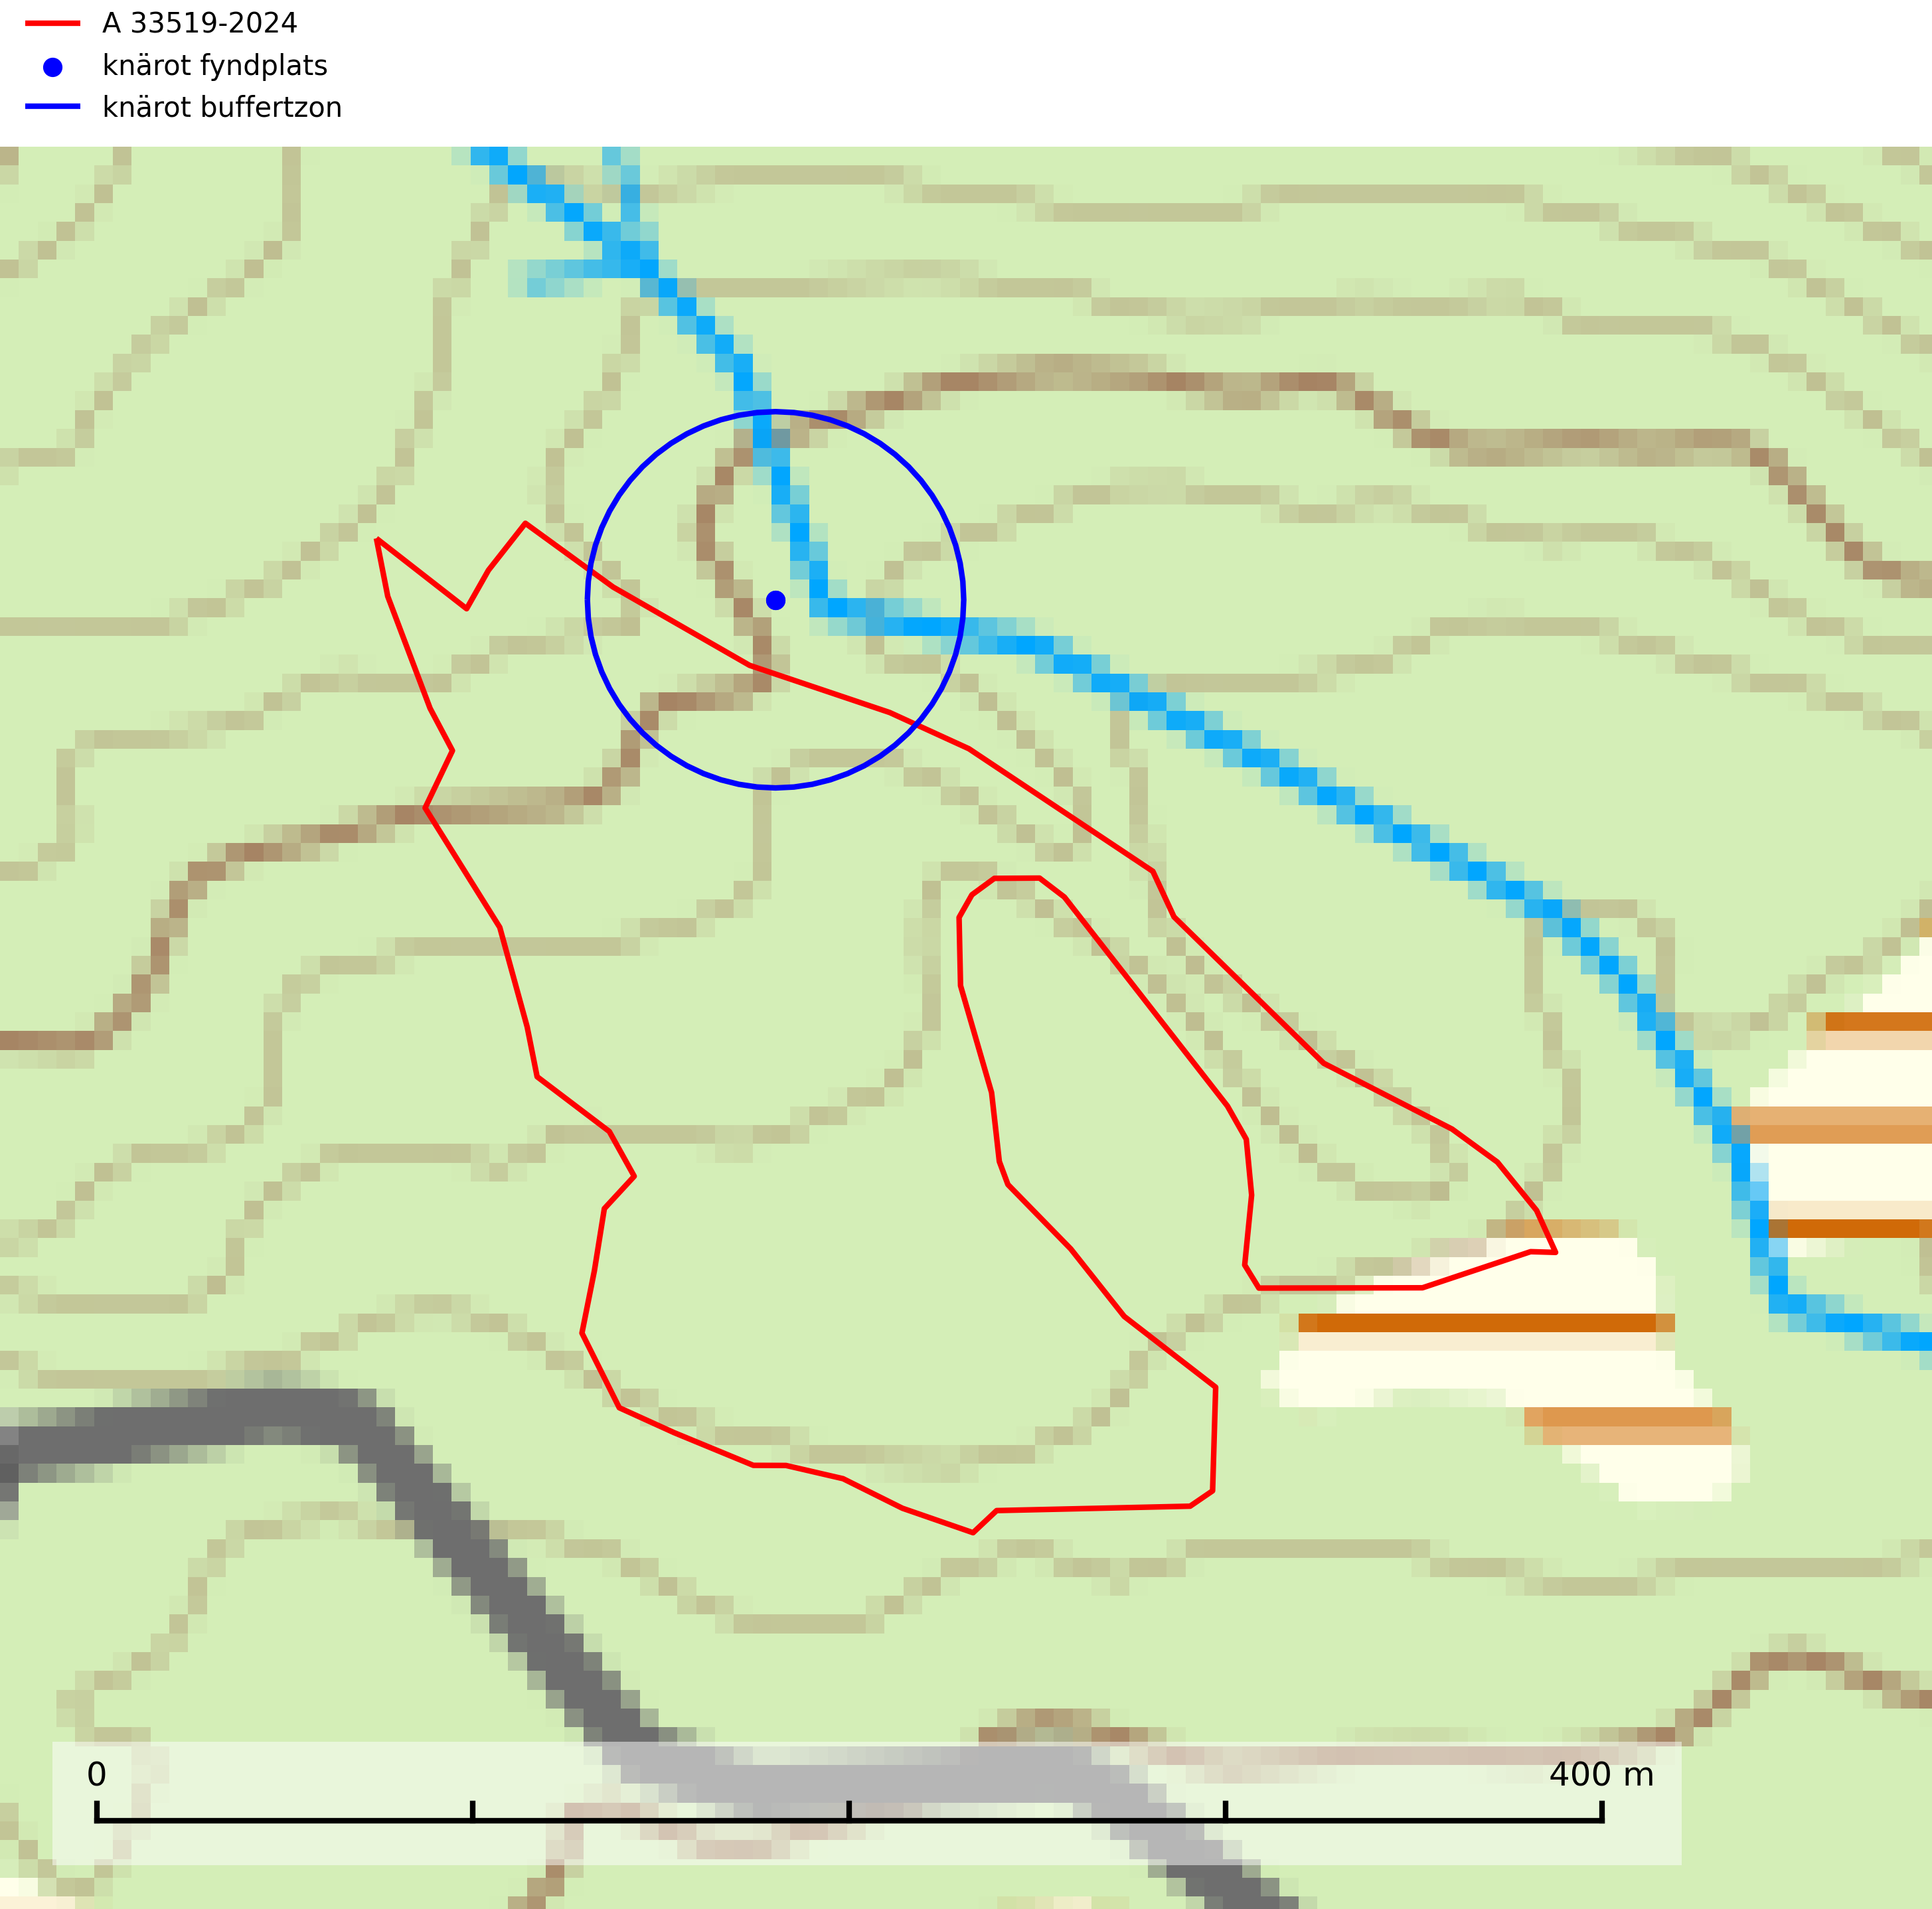 A 33519-2024
knärot fyndplats
knärot buffertzon
0
400 m